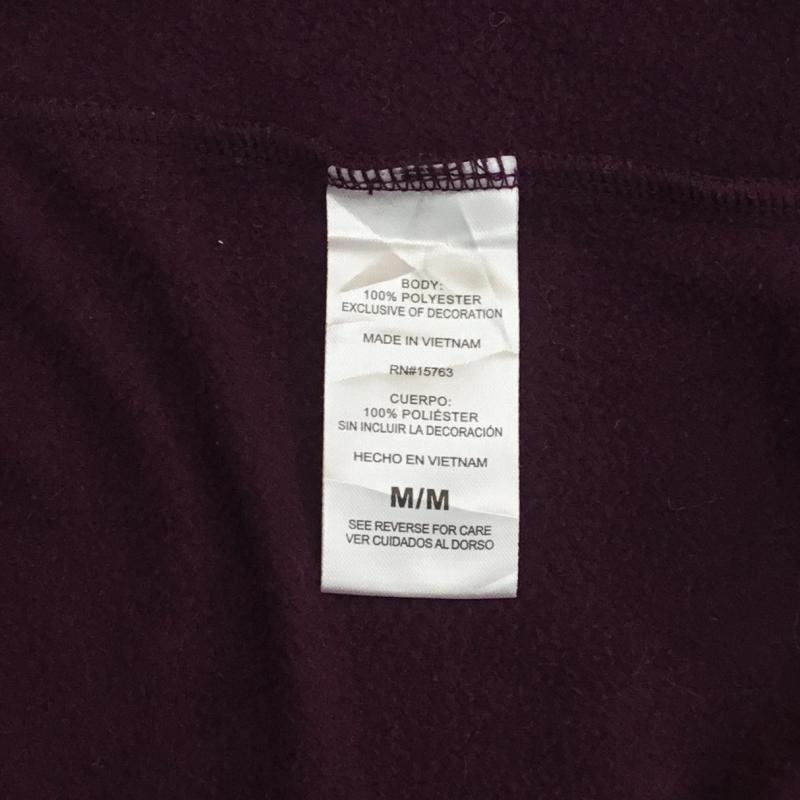 BODY:
100% POLYESTER
EXCLUSIVE OF DECORATION
MADE IN VIETNAM
RN#15763
CUERPO:
100% POLIÉSTER
SIN INCLUIR LA DECORACIÓN
HECHO EN VIETNAM
M/M
SEE REVERSE FOR CARE
VER CUIDADOS AL DORSO